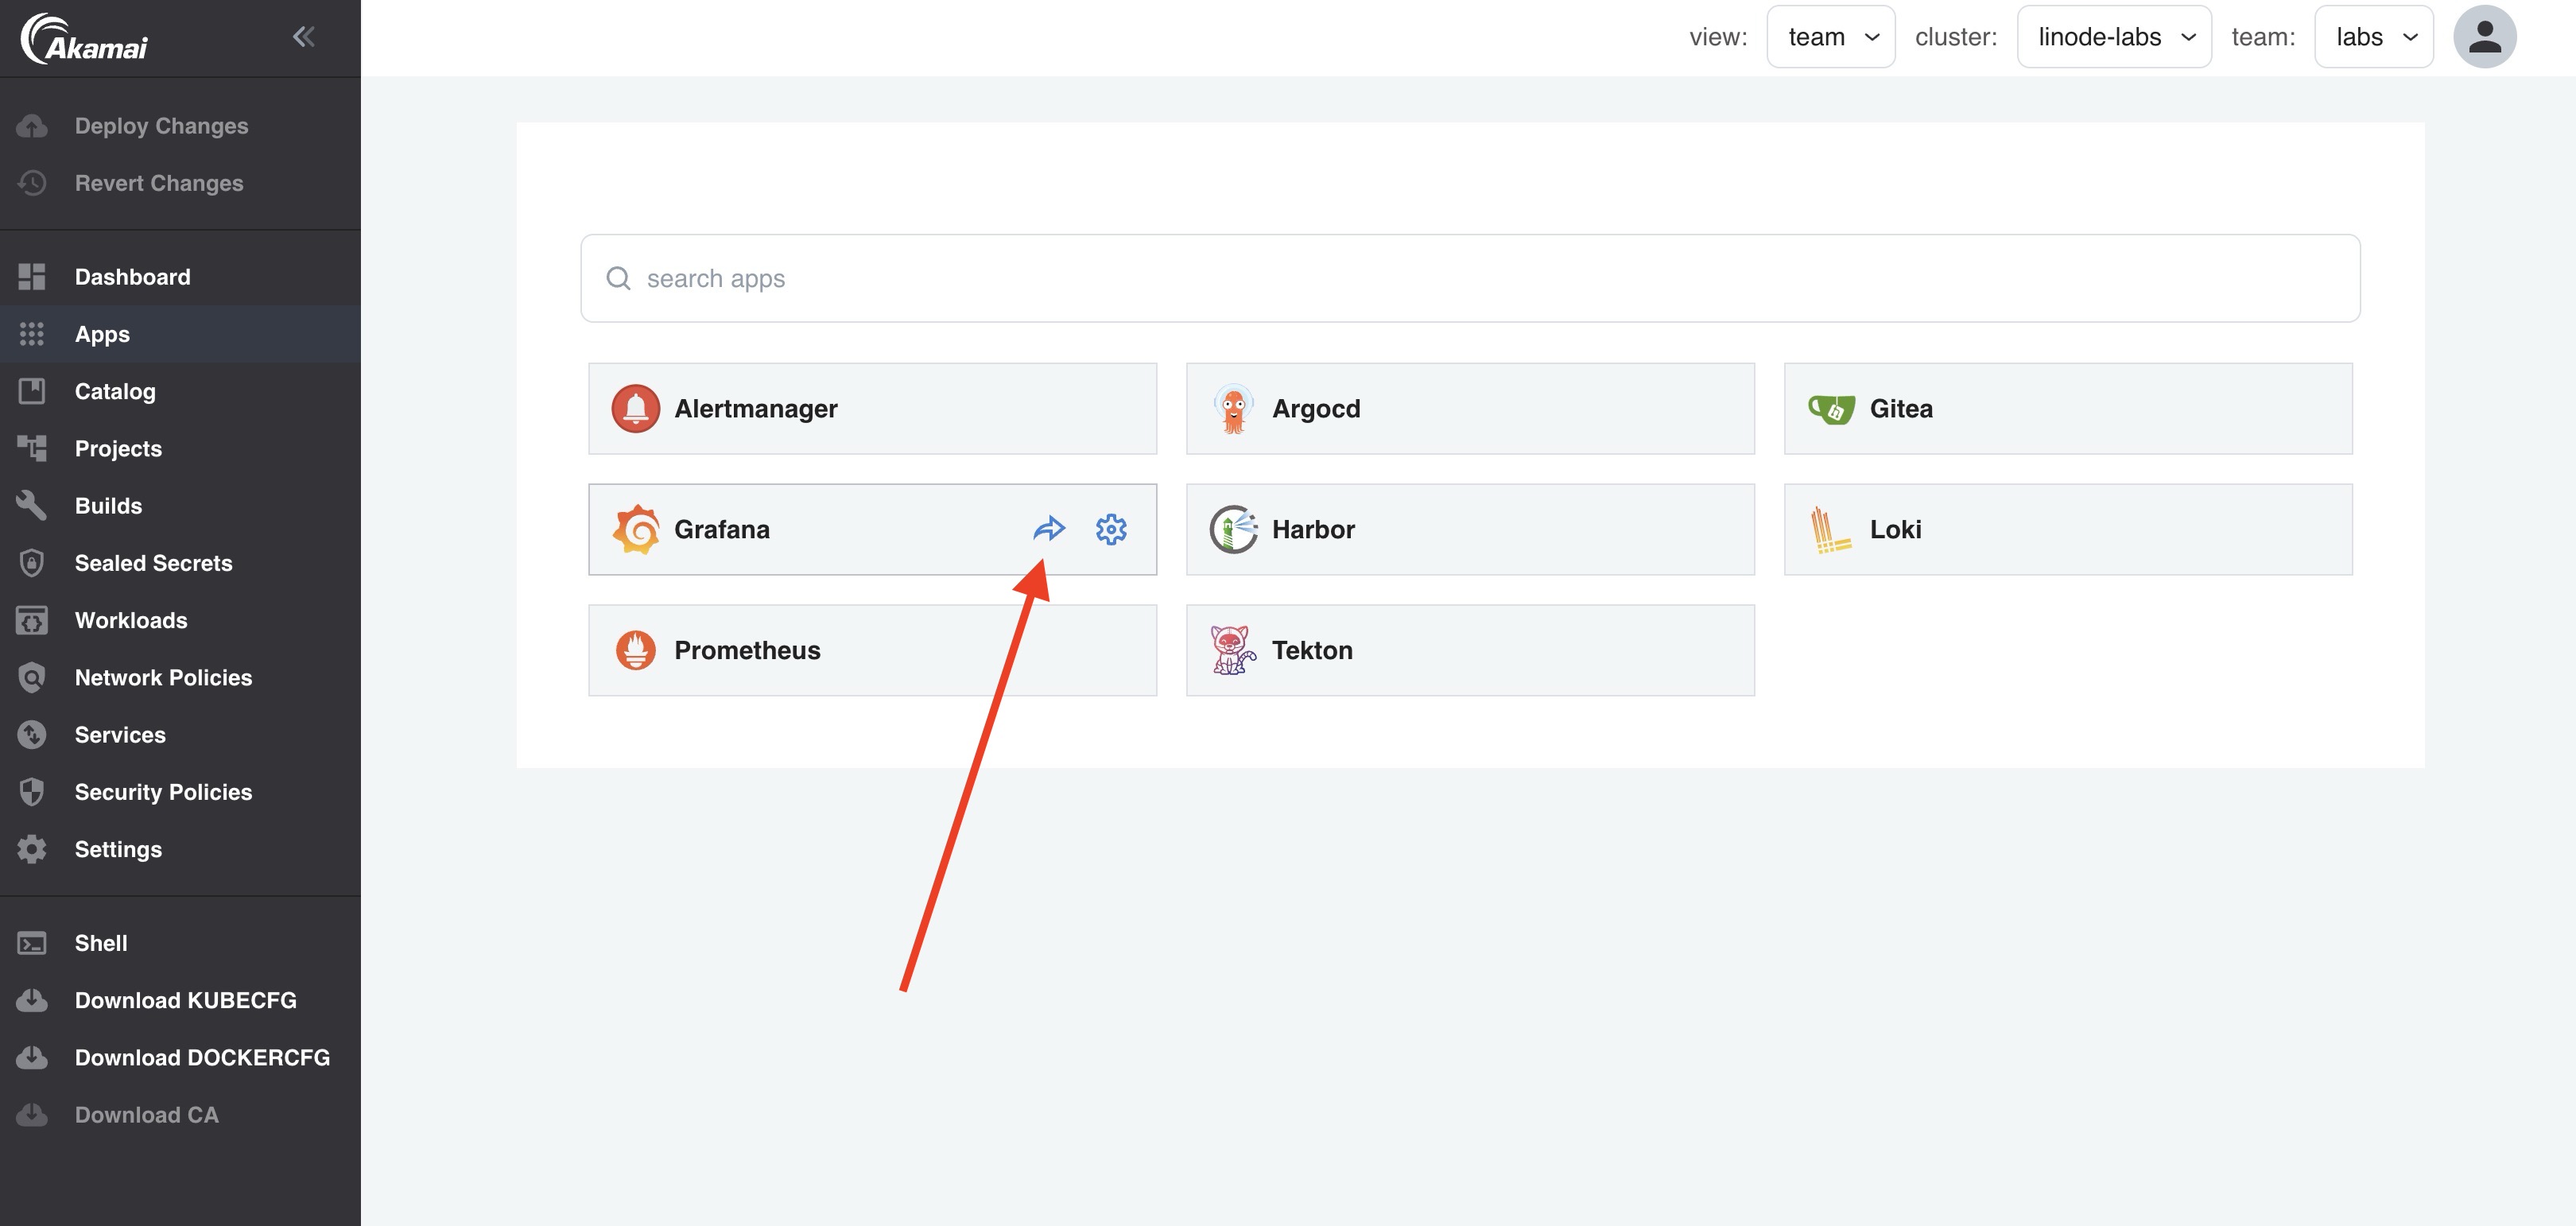 Akamai
view: team cluster: linode-labs team: labs
Deploy Changes
Revert Changes
Dashboard
Apps
Catalog
Projects
Builds
Sealed Secrets
Workloads
Network Policies
Services
Security Policies
Settings
Shell
Download KUBECFG
Download DOCKERCFG
Download CA
search apps
Alertmanager
Argocd
Gitea
Grafana
Harbor
Loki
Prometheus
Tekton